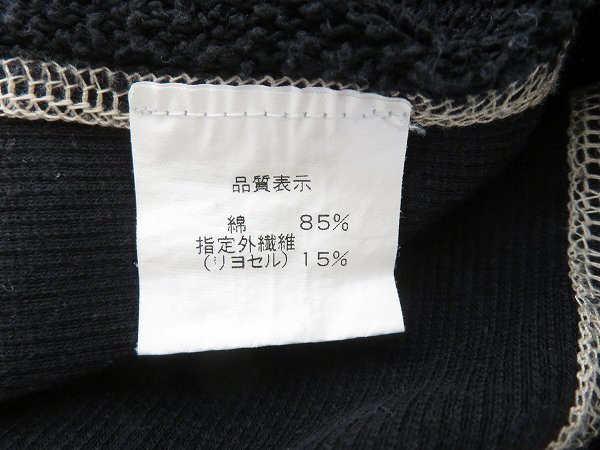 品質表示
綿 85%
指定外繊維
(リヨセル) 15%